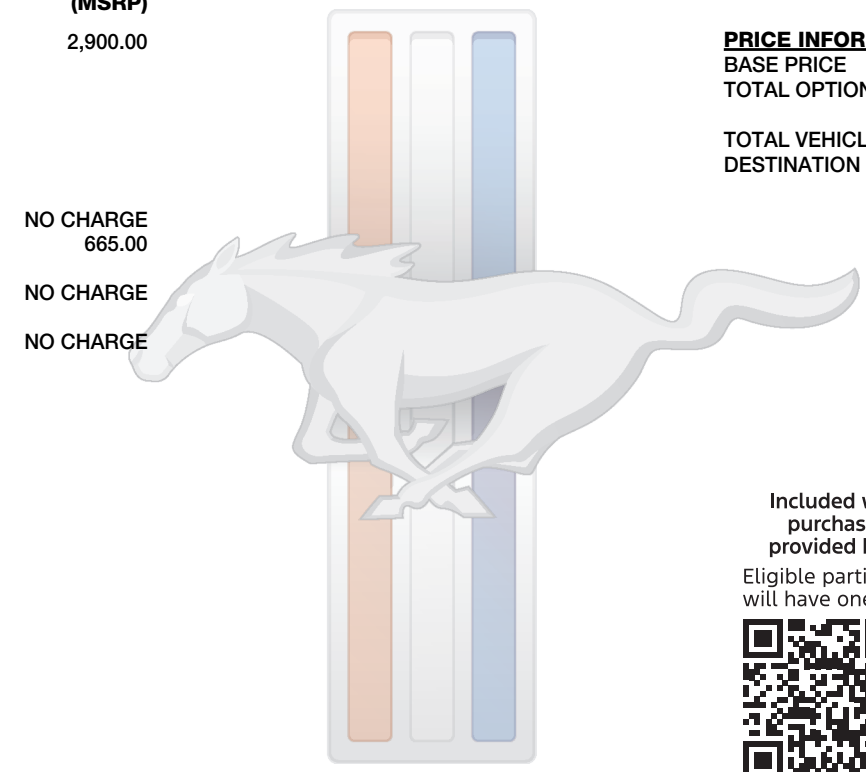 (MSRP)
2,900.00
NO CHARGE
665.00
NO CHARGE
NO CHARGE
PRICE INFOR
BASE PRICE
TOTAL OPTION
TOTAL VEHICL
DESTINATION
Included w
purchas
provided b
Eligible parti
will have one